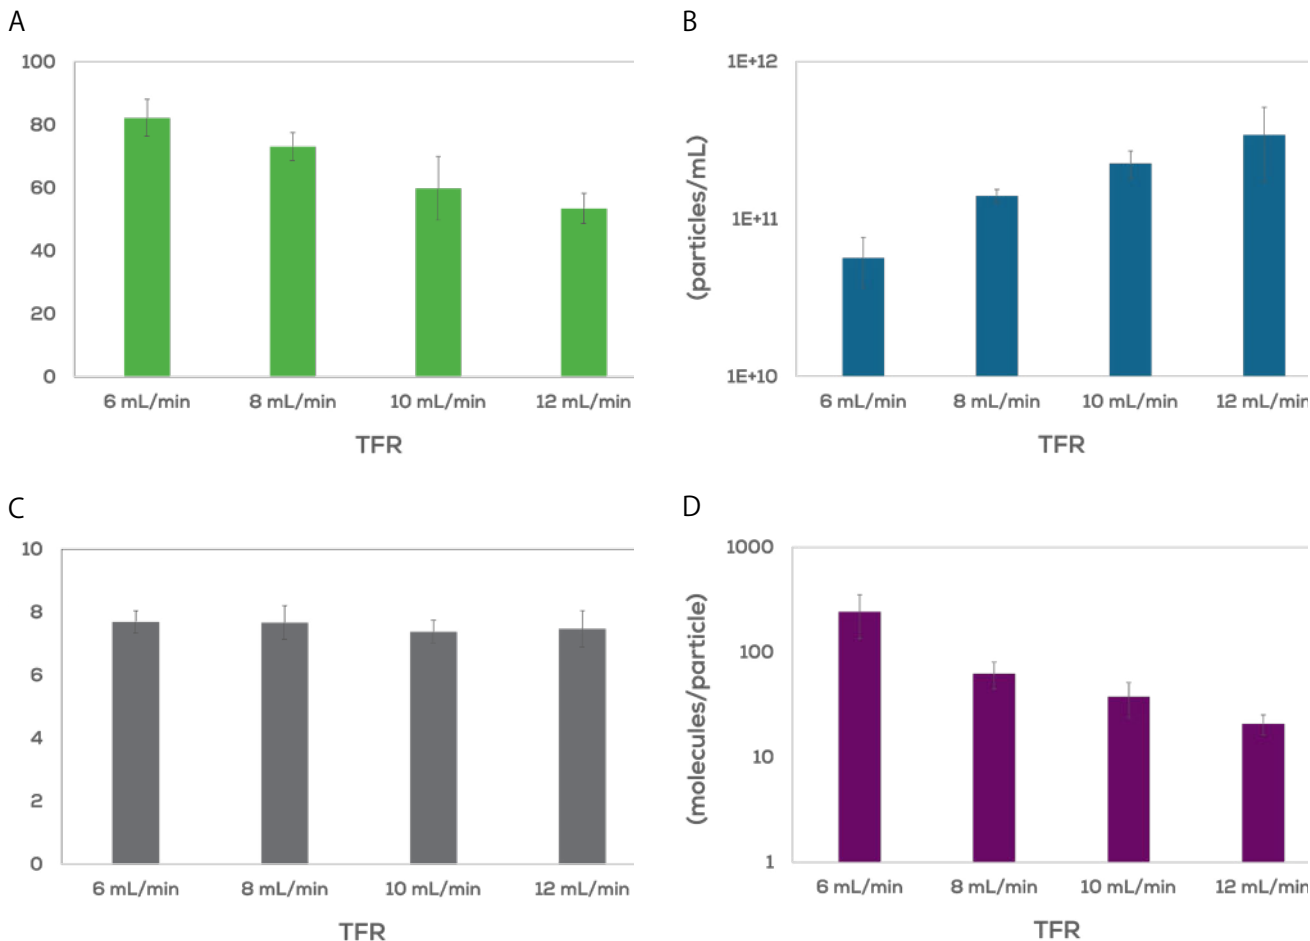 A
100
80
60
40
20
0
6 mL/min 8 mL/min 10 mL/min 12 mL/min
TFR
B
(particles/mL)
1E+12
1E+11
1E+10
6 mL/min 8 mL/min 10 mL/min 12 mL/min
TFR
C
10
8
6
4
2
0
6 mL/min 8 mL/min 10 mL/min 12 mL/min
TFR
D
(molecules/particle)
1000
100
10
1
6 mL/min 8 mL/min 10 mL/min 12 mL/min
TFR